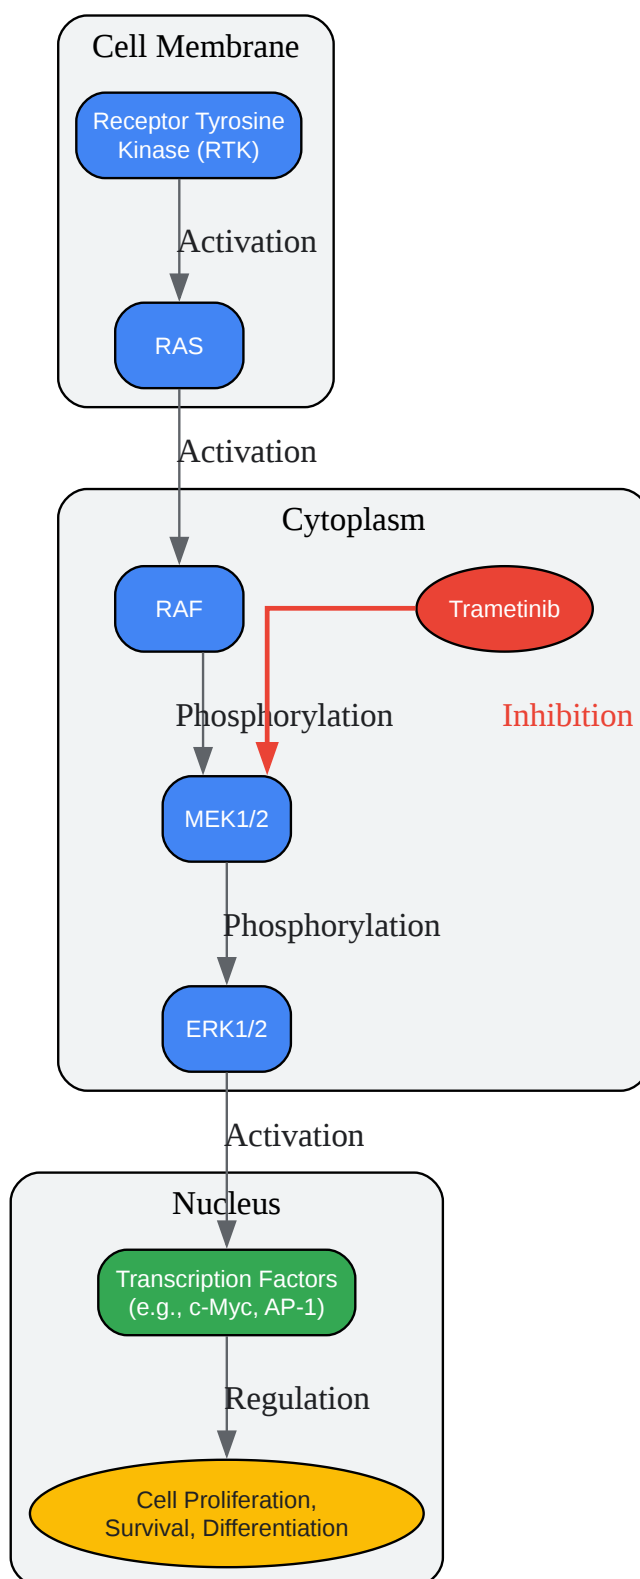 Cell Membrane
Receptor Tyrosine
Kinase (RTK)
Activation
RAS
Activation
Cytoplasm
RAF
Trametinib
Phosphorylation
Inhibition
MEK1/2
Phosphorylation
ERK1/2
Activation
Nucleus
Transcription Factors
(e.g., c-Myc, AP-1)
Regulation
Cell Proliferation,
Survival, Differentiation